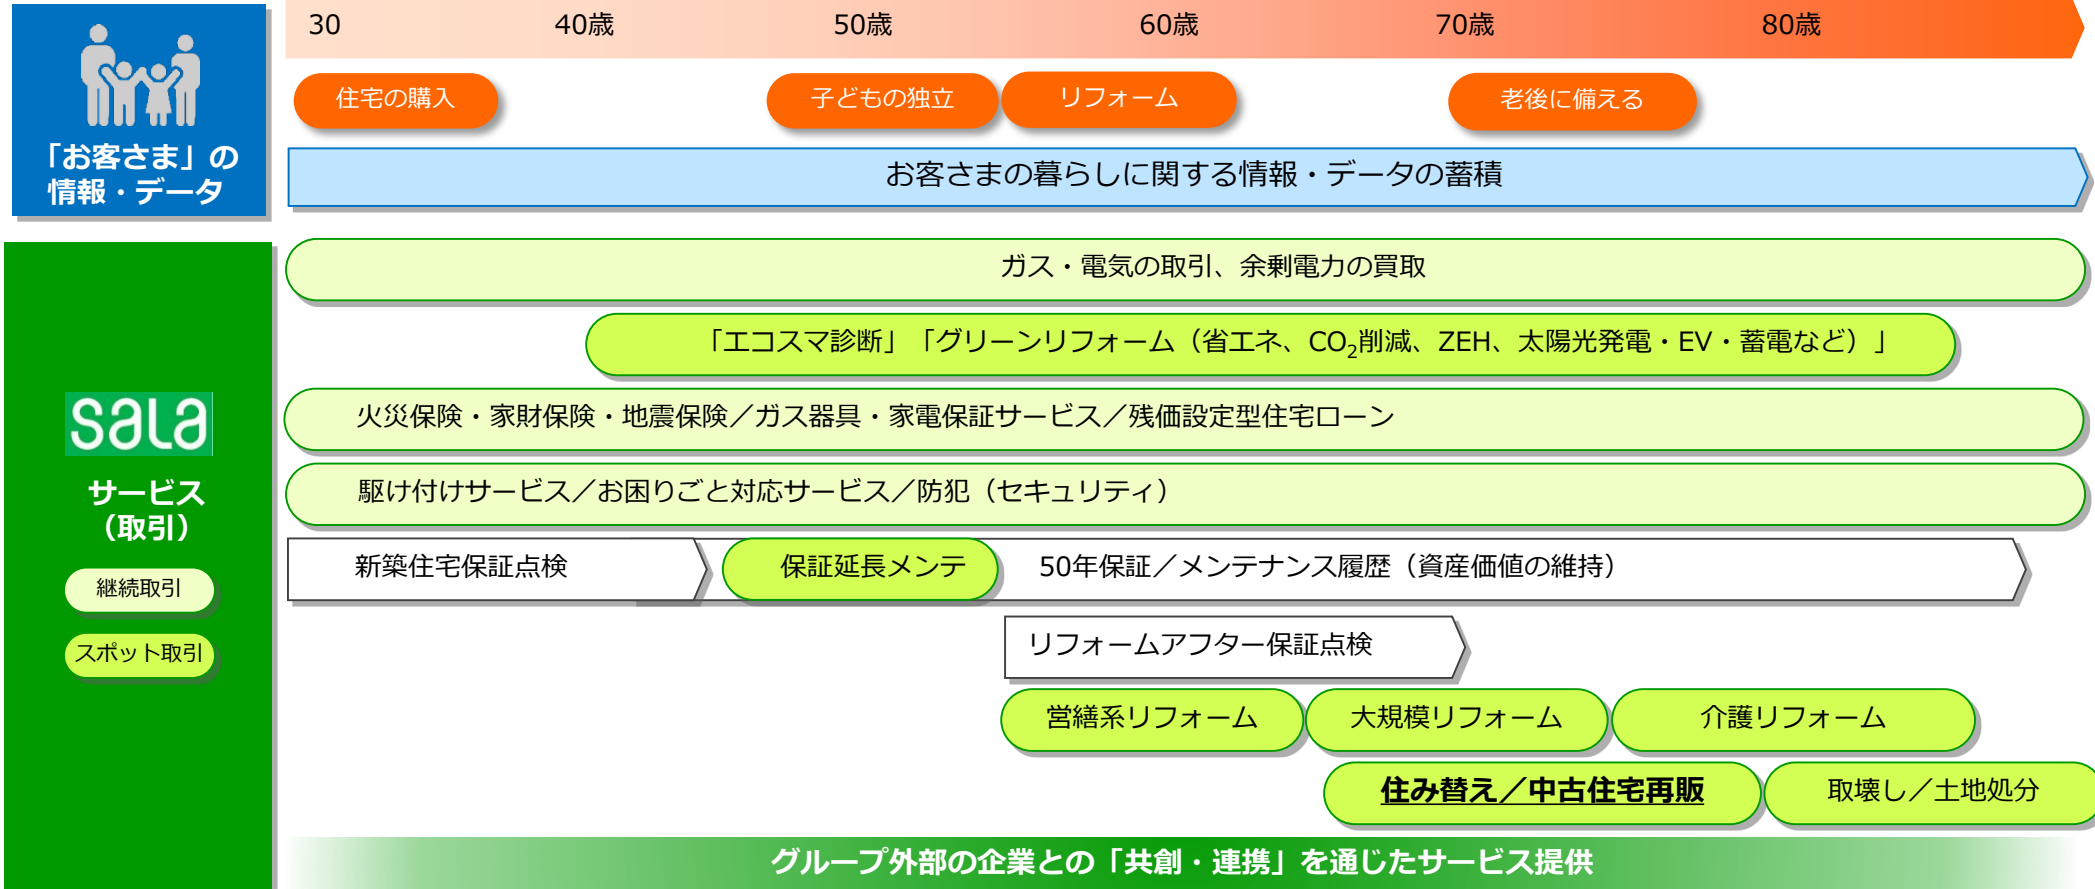 30
40歳
50歳
60歳
70歳
80歳
住宅の購入
子どもの独立
リフォーム
老後に備える
「お客さま」の
情報・データ
お客さまの暮らしに関する情報・データの蓄積
ガス・電気の取引、余剰電力の買取
「エコスマ診断」「グリーンリフォーム（省エネ、CO₂削減、ZEH、太陽光発電・EV・蓄電など）」
sala
サービス
（取引）
継続取引
スポット取引
火災保険・家財保険・地震保険／ガス器具・家電保証サービス／残価設定型住宅ローン
駆け付けサービス／お困りごと対応サービス／防犯（セキュリティ）
新築住宅保証点検
保証延長メンテ
50年保証／メンテナンス履歴（資産価値の維持）
リフォームアフター保証点検
営繕系リフォーム
大規模リフォーム
介護リフォーム
住み替え／中古住宅再販
取壊し／土地処分
グループ外部の企業との「共創・連携」を通じたサービス提供